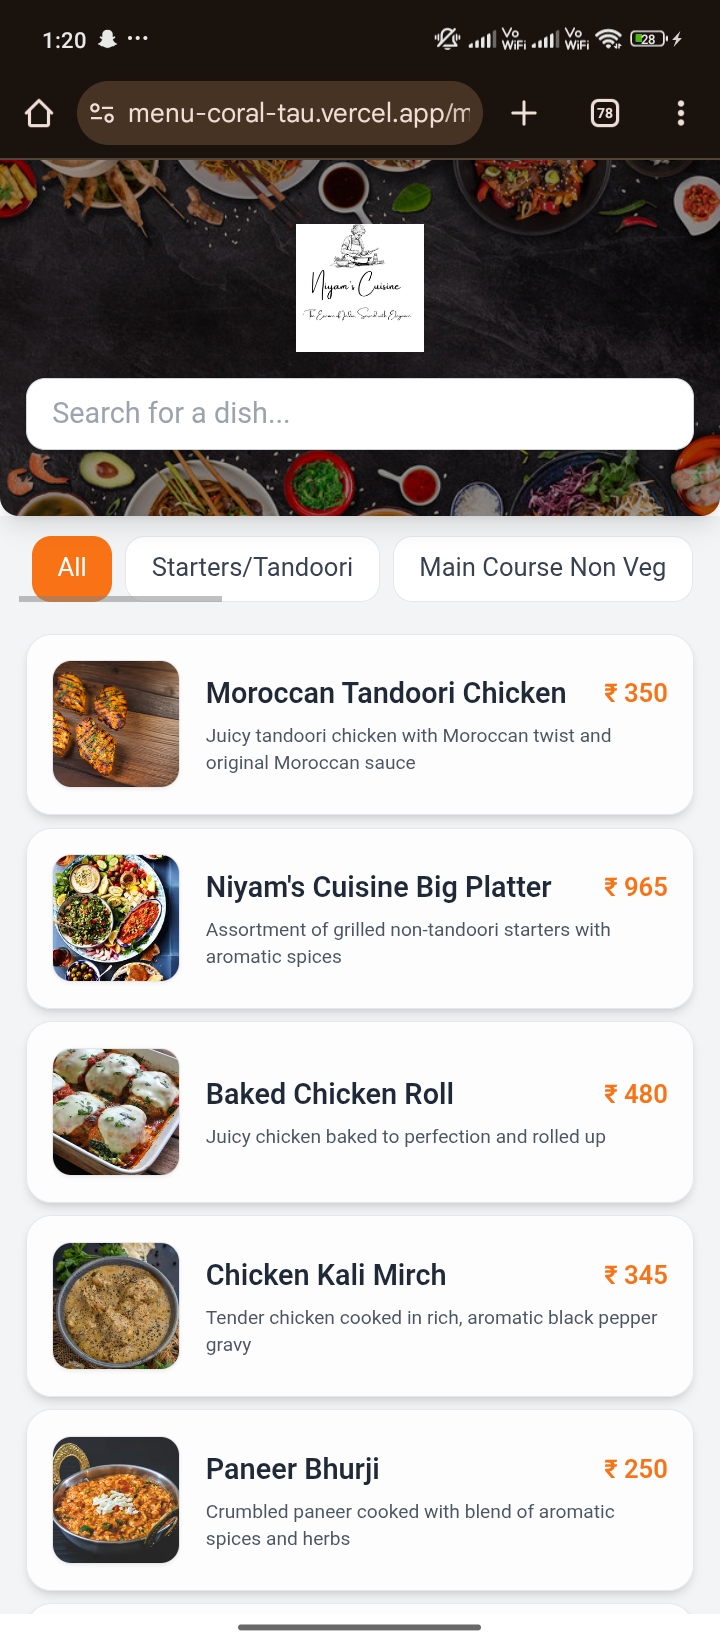 1:20
Vo WiFi
Vo WiFi
28
menu-coral-tau.vercel.app/m
78
Niyam's Cuisine
Search for a dish...
All
Starters/Tandoori
Main Course Non Veg
Moroccan Tandoori Chicken ₹ 350
Juicy tandoori chicken with Moroccan twist and
original Moroccan sauce
Niyam's Cuisine Big Platter ₹ 965
Assortment of grilled non-tandoori starters with
aromatic spices
Baked Chicken Roll ₹ 480
Juicy chicken baked to perfection and rolled up
Chicken Kali Mirch ₹ 345
Tender chicken cooked in rich, aromatic black pepper
gravy
Paneer Bhurji ₹ 250
Crumbled paneer cooked with blend of aromatic
spices and herbs